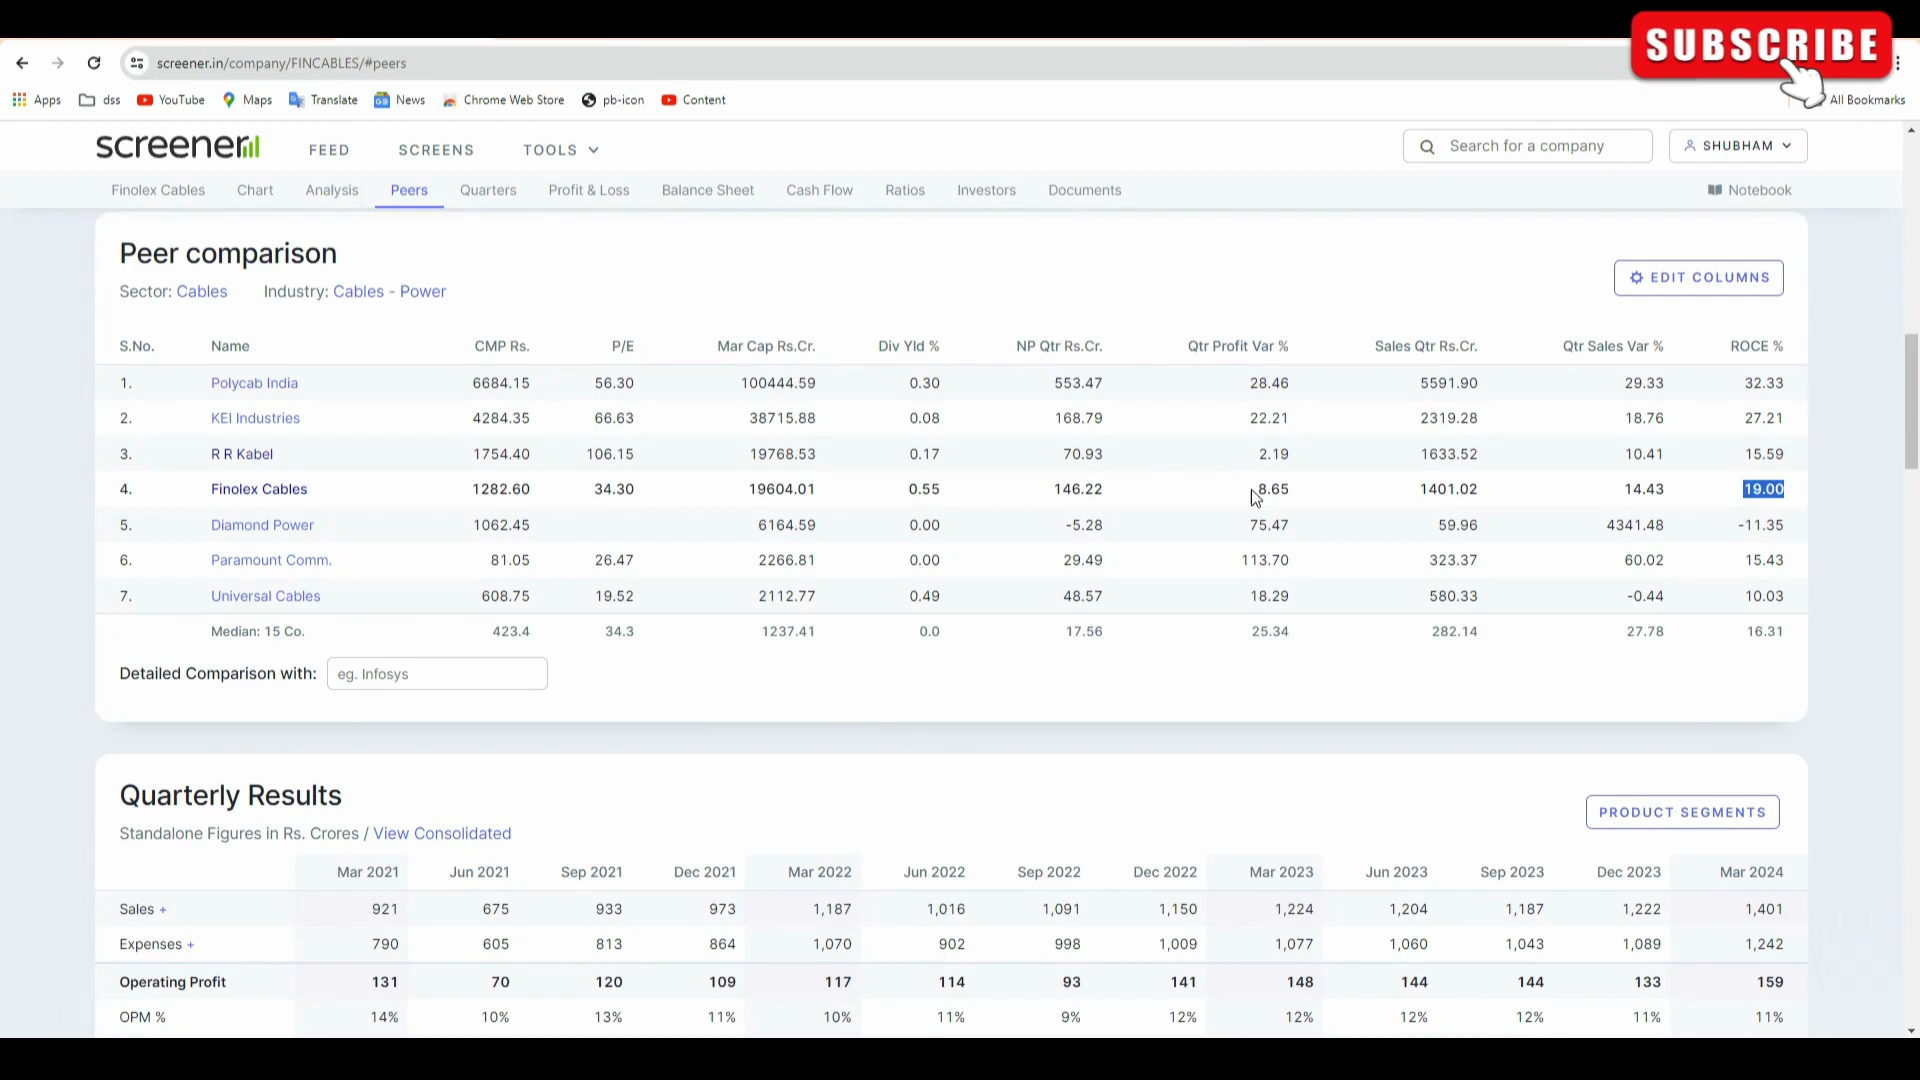 SUBSCRIBE
screener.in/company/FINCABLES/#peers
Apps dss YouTube Maps Translate News Chrome Web Store pb-icon Content All Bookmarks
screener FEED SCREENS TOOLS Search for a company SHUBHAM
Finolex Cables Chart Analysis Peers Quarters Profit & Loss Balance Sheet Cash Flow Ratios Investors Documents Notebook
Peer comparison
Sector: Cables Industry: Cables - Power
EDIT COLUMNS
S.No. Name CMP Rs. P/E Mar Cap Rs.Cr. Div Yld % NP Qtr Rs.Cr. Qtr Profit Var % Sales Qtr Rs.Cr. Qtr Sales Var % ROCE %
1. Polycab India 6684.15 56.30 100444.59 0.30 553.47 28.46 5591.90 29.33 32.33
2. KEI Industries 4284.35 66.63 38715.88 0.08 168.79 22.21 2319.28 18.76 27.21
3. R R Kabel 1754.40 106.15 19768.53 0.17 70.93 2.19 1633.52 10.41 15.59
4. Finolex Cables 1282.60 34.30 19604.01 0.55 146.22 8.65 1401.02 14.43 19.00
5. Diamond Power 1062.45 6164.59 0.00 -5.28 75.47 59.96 4341.48 -11.35
6. Paramount Comm. 81.05 26.47 2266.81 0.00 29.49 113.70 323.37 60.02 15.43
7. Universal Cables 608.75 19.52 2112.77 0.49 48.57 18.29 580.33 -0.44 10.03
Median: 15 Co. 423.4 34.3 1237.41 0.0 17.56 25.34 282.14 27.78 16.31
Detailed Comparison with: eg. Infosys
Quarterly Results
Standalone Figures in Rs. Crores / View Consolidated
PRODUCT SEGMENTS
Mar 2021 Jun 2021 Sep 2021 Dec 2021 Mar 2022 Jun 2022 Sep 2022 Dec 2022 Mar 2023 Jun 2023 Sep 2023 Dec 2023 Mar 2024
Sales + 921 675 933 973 1,187 1,016 1,091 1,150 1,224 1,204 1,187 1,222 1,401
Expenses + 790 605 813 864 1,070 902 998 1,009 1,077 1,060 1,043 1,089 1,242
Operating Profit 131 70 120 109 117 114 93 141 148 144 144 133 159
OPM % 14% 10% 13% 11% 10% 11% 9% 12% 12% 12% 12% 11% 11%